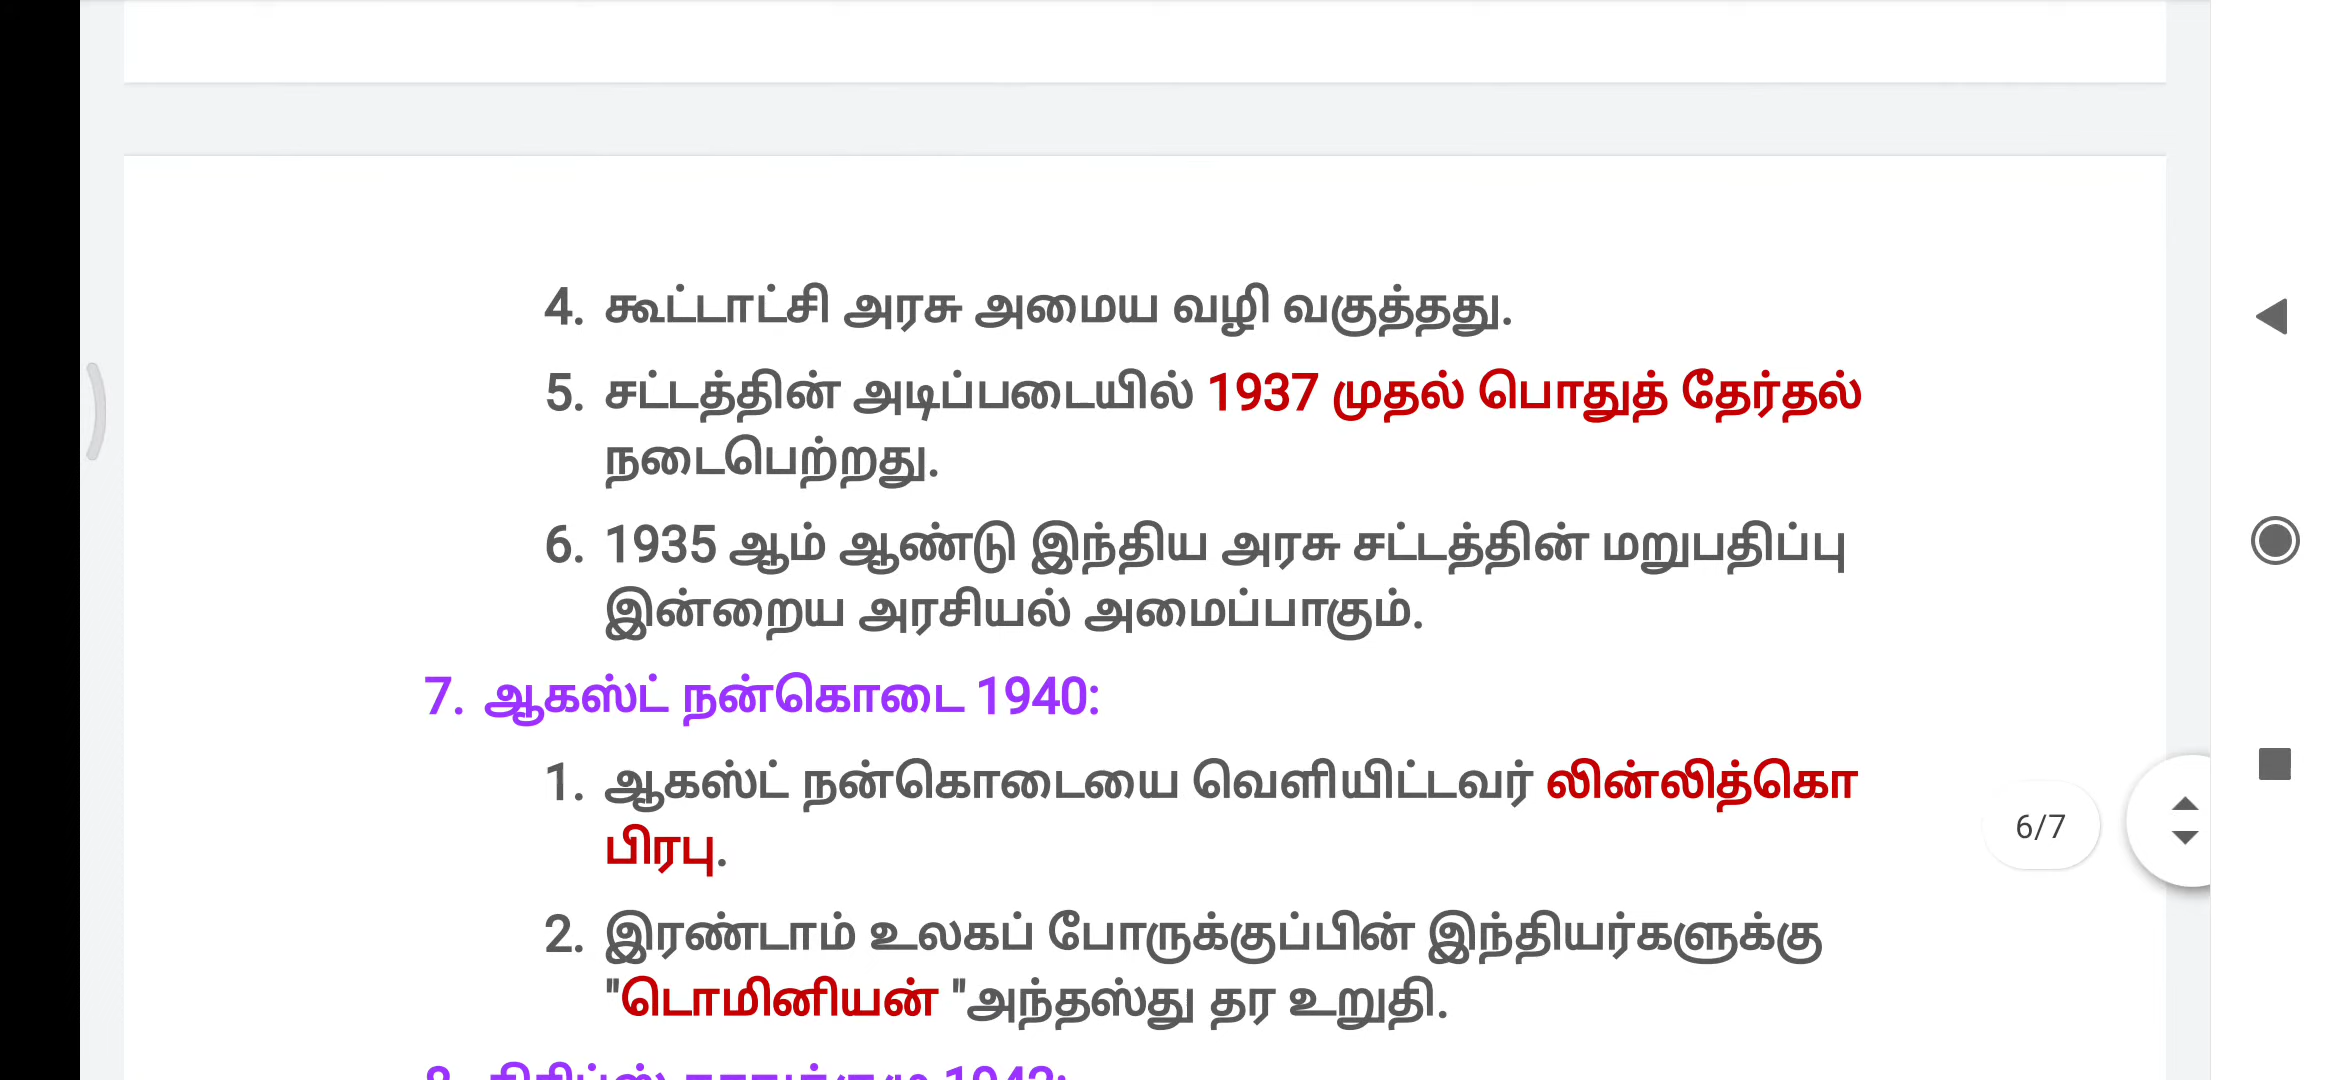 4. கூட்டாட்சி அரசு அமைய வழி வகுத்தது.
5. சட்டத்தின் அடிப்படையில் 1937 முதல் பொதுத் தேர்தல்
நடைபெற்றது.
6. 1935 ஆம் ஆண்டு இந்திய அரசு சட்டத்தின் மறுபதிப்பு
இன்றைய அரசியல் அமைப்பாகும்.
7. ஆகஸ்ட் நன்கொடை 1940:
1. ஆகஸ்ட் நன்கொடையை வெளியிட்டவர் லின்லித்கொ
பிரபு.
6/7
2. இரண்டாம் உலகப் போருக்குப்பின் இந்தியர்களுக்கு
"டொமினியன் "அந்தஸ்து தர உறுதி.